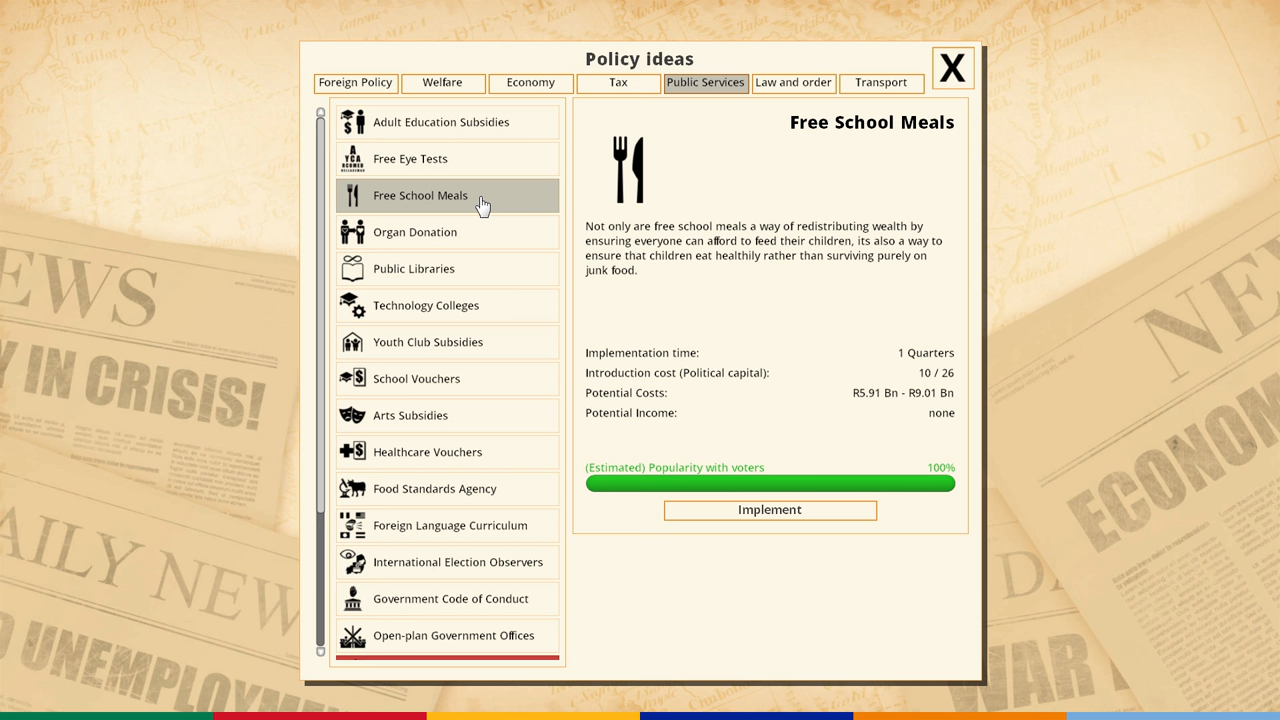 Policy ideas
X
Foreign Policy
Welfare
Economy
Tax
Public Services
Law and order
Transport
Adult Education Subsidies
Free Eye Tests
Free School Meals
Organ Donation
Public Libraries
Technology Colleges
Youth Club Subsidies
School Vouchers
Arts Subsidies
Healthcare Vouchers
Food Standards Agency
Foreign Language Curriculum
International Election Observers
Government Code of Conduct
Open-plan Government Offices
Free School Meals
Not only are free school meals a way of redistributing wealth by
ensuring everyone can afford to feed their children, its also a way to
ensure that children eat healthily rather than surviving purely on
junk food.
Implementation time: 1 Quarters
Introduction cost (Political capital): 10 / 26
Potential Costs: R5.91 Bn - R9.01 Bn
Potential Income: none
(Estimated) Popularity with voters 100%
Implement
EWS
Y IN CRISIS!
AILY NEW
UNEMPLOYM
NE
ECONOM
DA
WAR